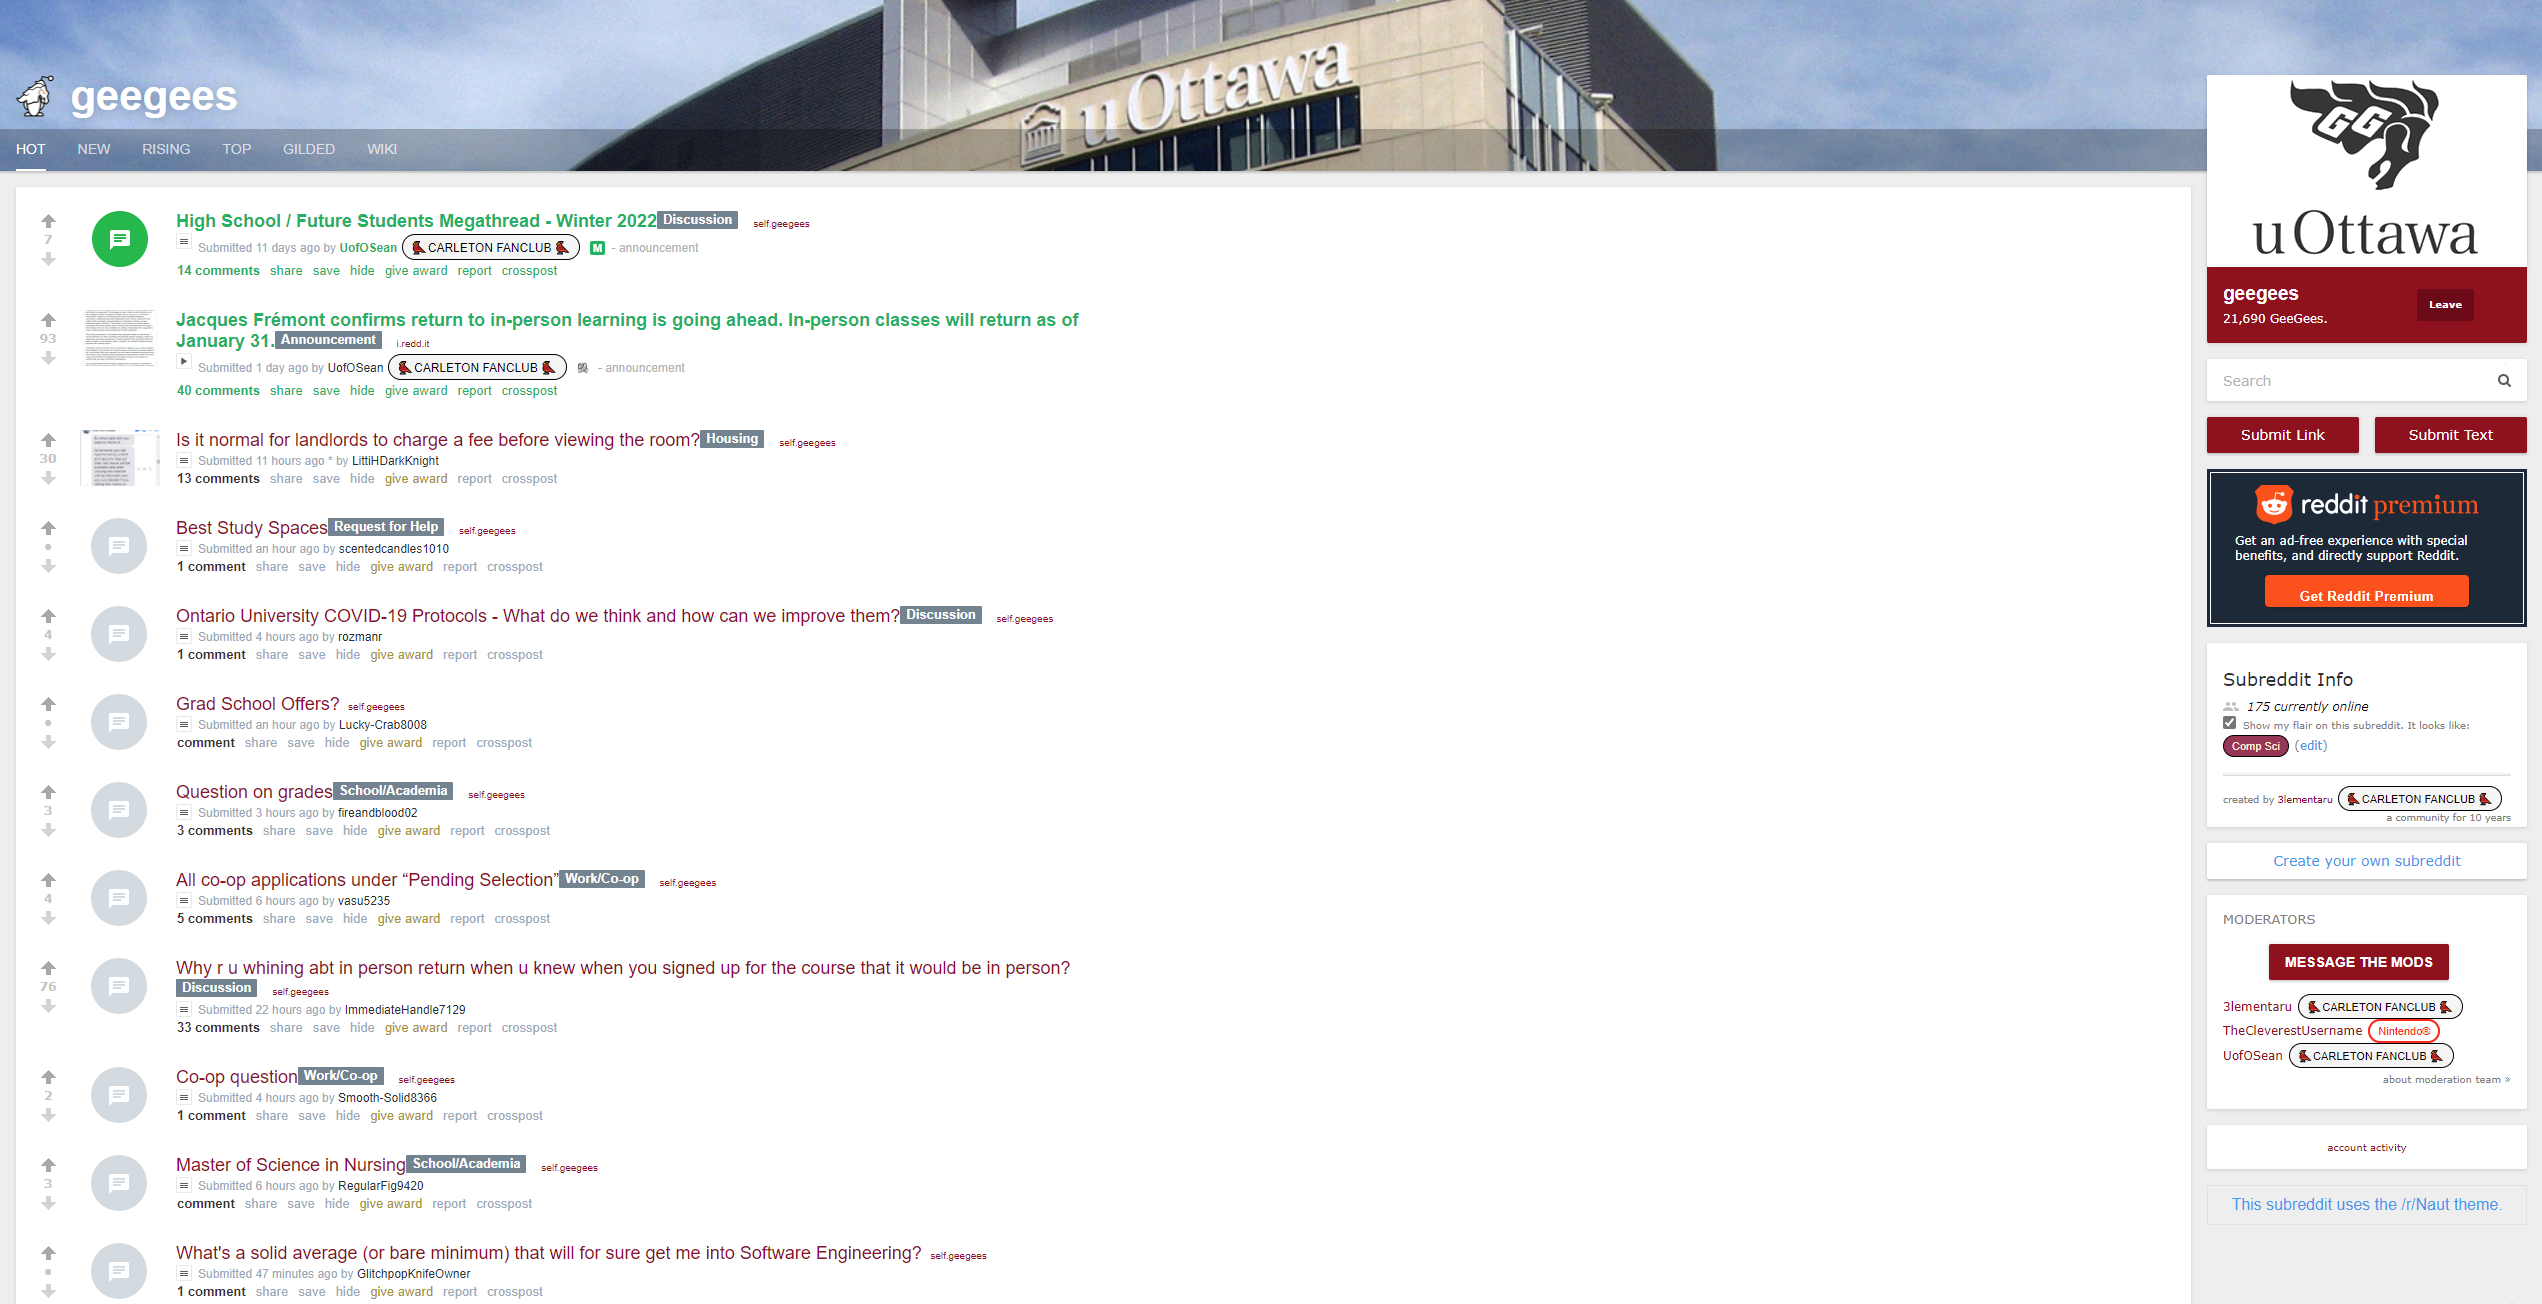 uOttawa
geegees
HOT NEW RISING TOP GILDED WIKI
7
High School / Future Students Megathread - Winter 2022 Discussion self.geegees
Submitted 11 days ago by UofOSean CARLETON FANCLUB M - announcement
14 comments share save hide give award report crosspost
93
Jacques Frémont confirms return to in-person learning is going ahead. In-person classes will return as of
January 31. Announcement i.redd.it
Submitted 1 day ago by UofOSean CARLETON FANCLUB - announcement
40 comments share save hide give award report crosspost
30
Is it normal for landlords to charge a fee before viewing the room? Housing self.geegees
Submitted 11 hours ago * by LittiHDarkKnight
13 comments share save hide give award report crosspost
•
Best Study Spaces Request for Help self.geegees
Submitted an hour ago by scentedcandles1010
1 comment share save hide give award report crosspost
4
Ontario University COVID-19 Protocols - What do we think and how can we improve them? Discussion self.geegees
Submitted 4 hours ago by rozmanr
1 comment share save hide give award report crosspost
•
Grad School Offers? self.geegees
Submitted an hour ago by Lucky-Crab8008
comment share save hide give award report crosspost
3
Question on grades School/Academia self.geegees
Submitted 3 hours ago by fireandblood02
3 comments share save hide give award report crosspost
4
All co-op applications under “Pending Selection” Work/Co-op self.geegees
Submitted 6 hours ago by vasu5235
5 comments share save hide give award report crosspost
76
Why r u whining abt in person return when u knew when you signed up for the course that it would be in person?
Discussion self.geegees
Submitted 22 hours ago by ImmediateHandle7129
33 comments share save hide give award report crosspost
2
Co-op question Work/Co-op self.geegees
Submitted 4 hours ago by Smooth-Solid8366
1 comment share save hide give award report crosspost
3
Master of Science in Nursing School/Academia self.geegees
Submitted 6 hours ago by RegularFig9420
comment share save hide give award report crosspost
•
What's a solid average (or bare minimum) that will for sure get me into Software Engineering? self.geegees
Submitted 47 minutes ago by GlitchpopKnifeOwner
1 comment share save hide give award report crosspost
GG
uOttawa
geegees
Leave
21,690 GeeGees.
Search
Submit Link Submit Text
reddit premium
Get an ad-free experience with special
benefits, and directly support Reddit.
Get Reddit Premium
Subreddit Info
175 currently online
Show my flair on this subreddit. It looks like:
Comp Sci (edit)
created by 3lementaru CARLETON FANCLUB
a community for 10 years
Create your own subreddit
MODERATORS
MESSAGE THE MODS
3lementaru CARLETON FANCLUB
TheCleverestUsername Nintendo®
UofOSean CARLETON FANCLUB
about moderation team »
account activity
This subreddit uses the /r/Naut theme.